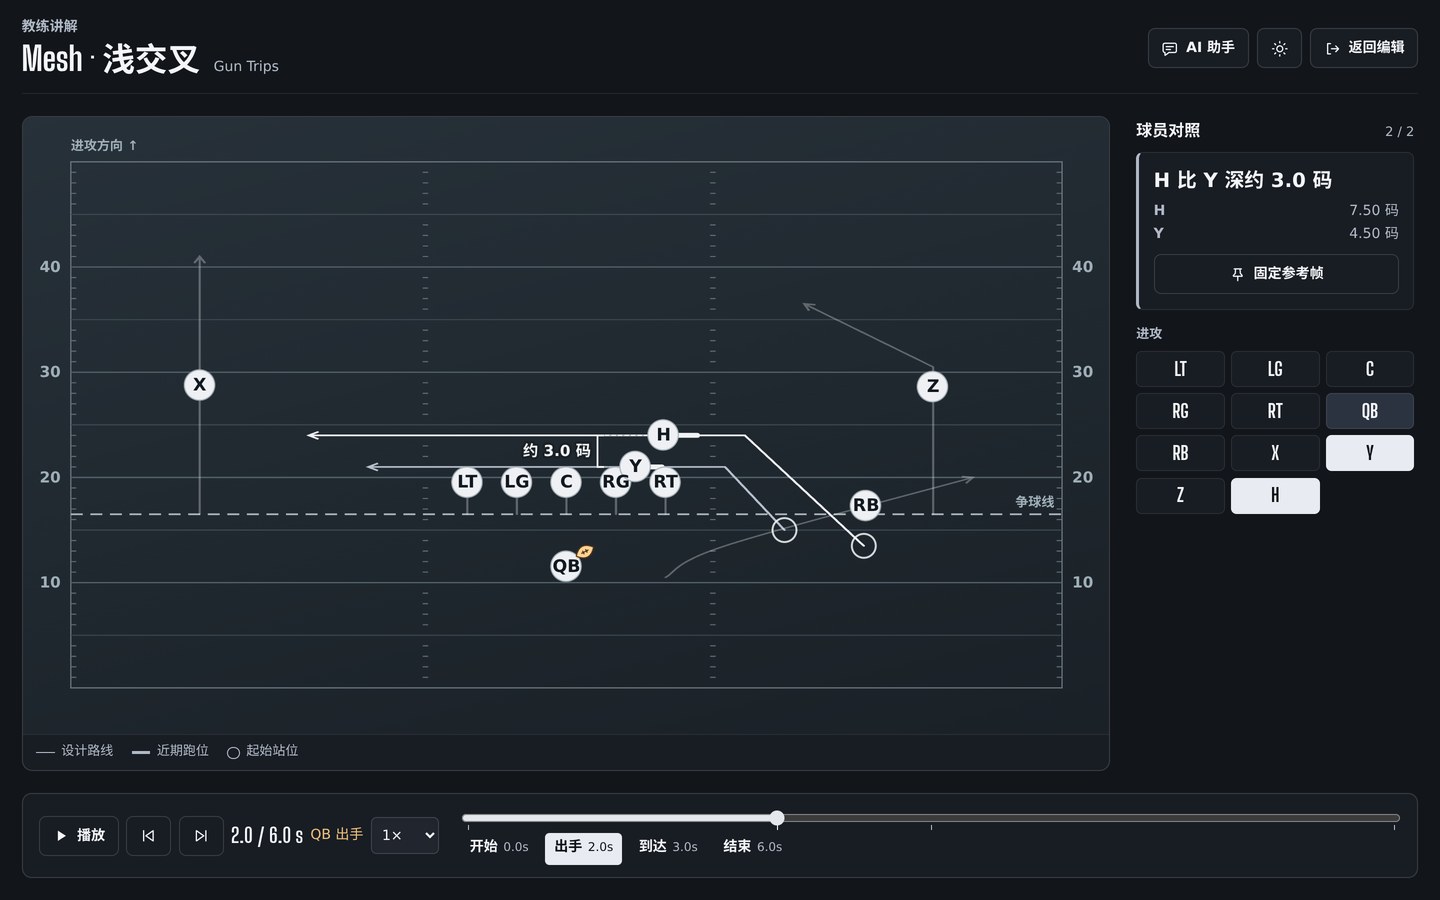 教练讲解
Mesh · 浅交叉 Gun Trips
AI 助手
返回编辑
进攻方向 ↑
40 40
30 30
20 20
10 10
X
Z
H
约 3.0 码
Y
LT LG C RG RT
RB
争球线
QB
设计路线 近期跑位 起始站位
球员对照 2 / 2
H 比 Y 深约 3.0 码
H 7.50 码
Y 4.50 码
固定参考帧
进攻
LT LG C
RG RT QB
RB X Y
Z H
播放 2.0 / 6.0 s QB 出手 1×
开始 0.0s 出手 2.0s 到达 3.0s 结束 6.0s